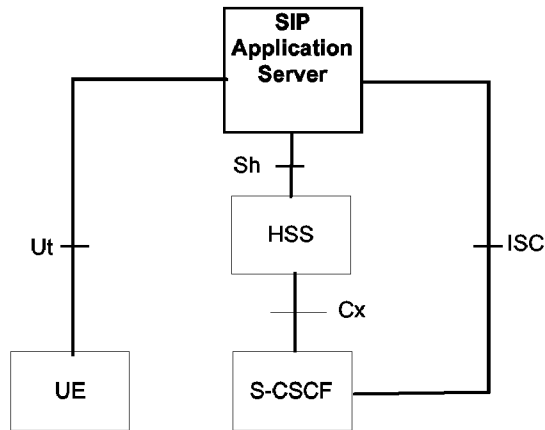 SIP
Application
Server
Sh
HSS
Ut
ISC
Cx
UE
S-CSCF